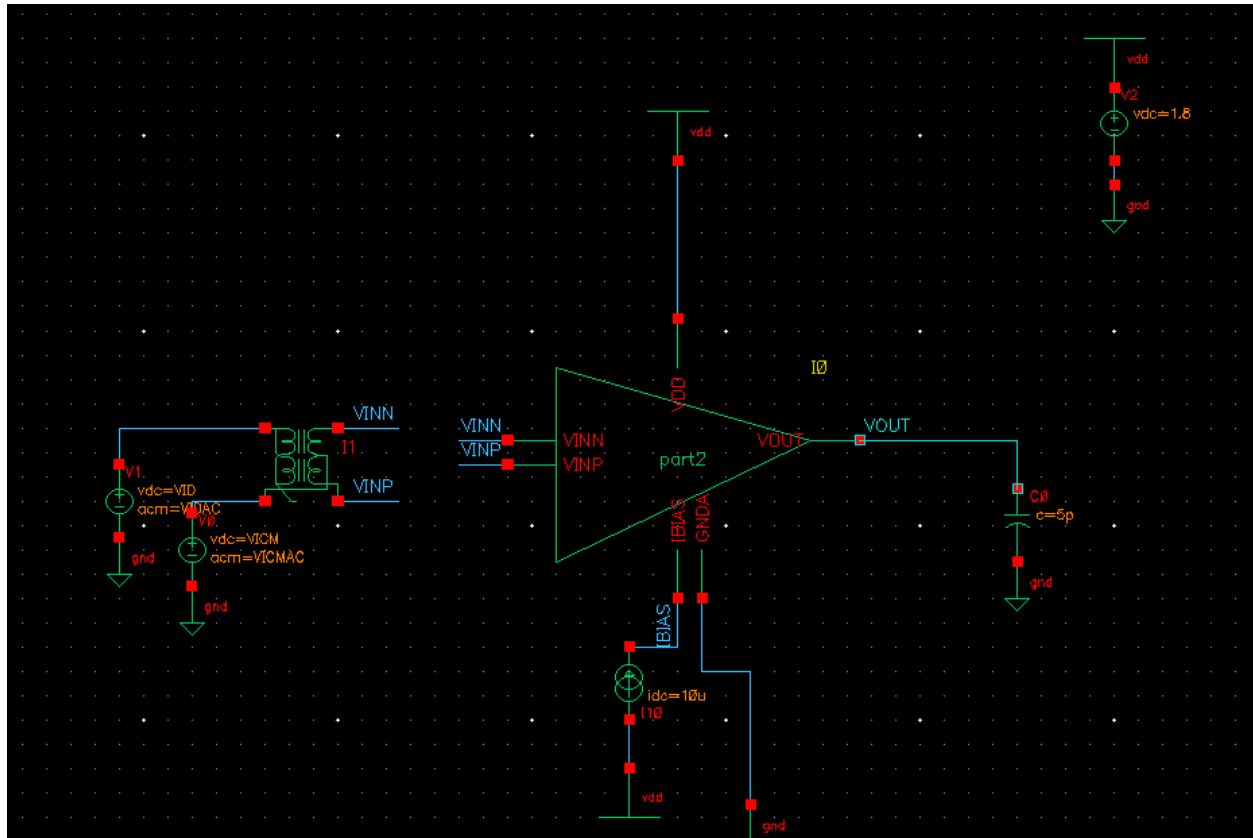 vdd
V2
vdc=1.8
gnd
vdd
I0
VDD
VINN
I1
VINP
V1
vdc=VID
acm=VIDAC
gnd
V0
vdc=VICM
acm=VICMAC
gnd
VINN
VINP
VINN
VINP
part2
VOUT
VOUT
IBIAS
GNDA
C0
c=5p
gnd
IBIAS
idc=10u
I10
vdd
gnd